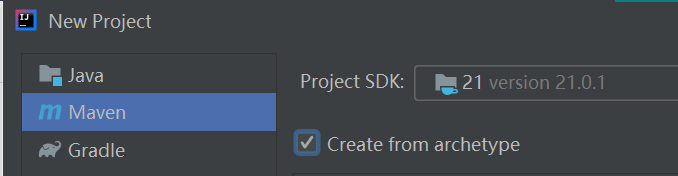 New Project
Java
Project SDK: 21 version 21.0.1
Maven
Create from archetype
Gradle